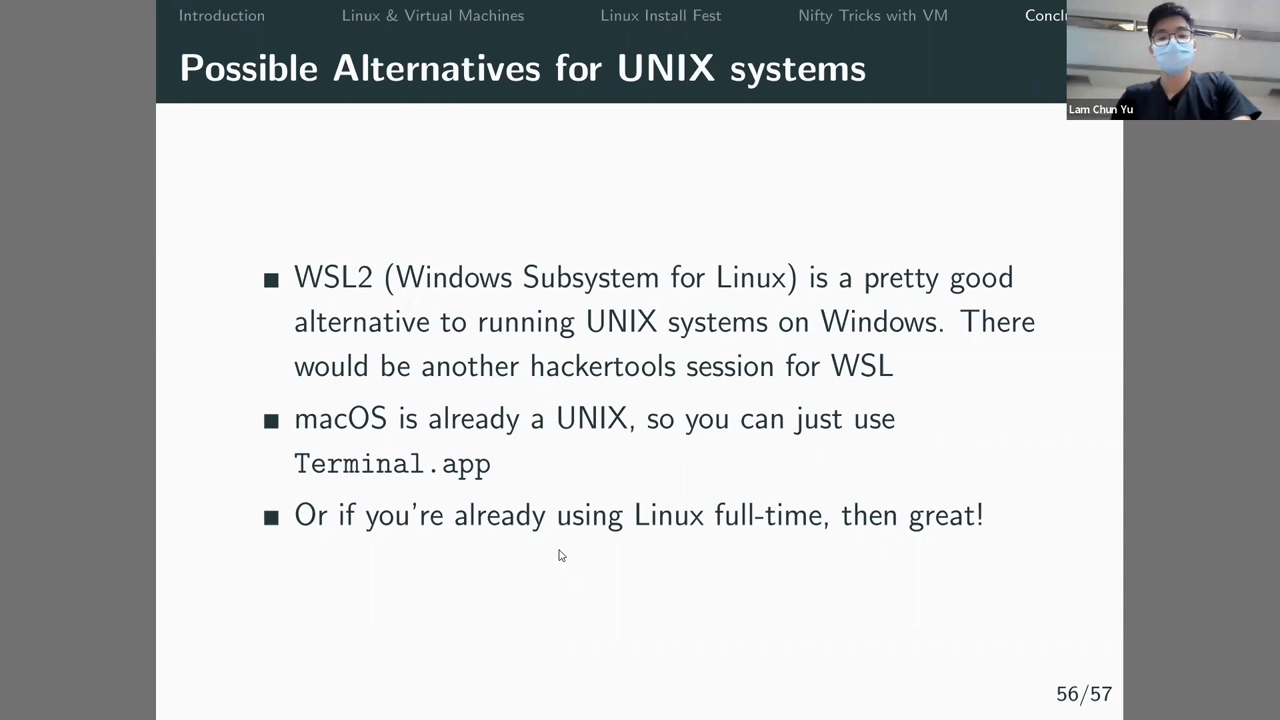 Introduction
Linux & Virtual Machines
Linux Install Fest
Nifty Tricks with VM
Possible Alternatives for UNIX systems
Lam Chun Yu
■ WSL2 (Windows Subsystem for Linux) is a pretty good
alternative to running UNIX systems on Windows. There
would be another hackertools session for WSL
■ macOS is already a UNIX, so you can just use
Terminal.app
■ Or if you're already using Linux full-time, then great!
56/57